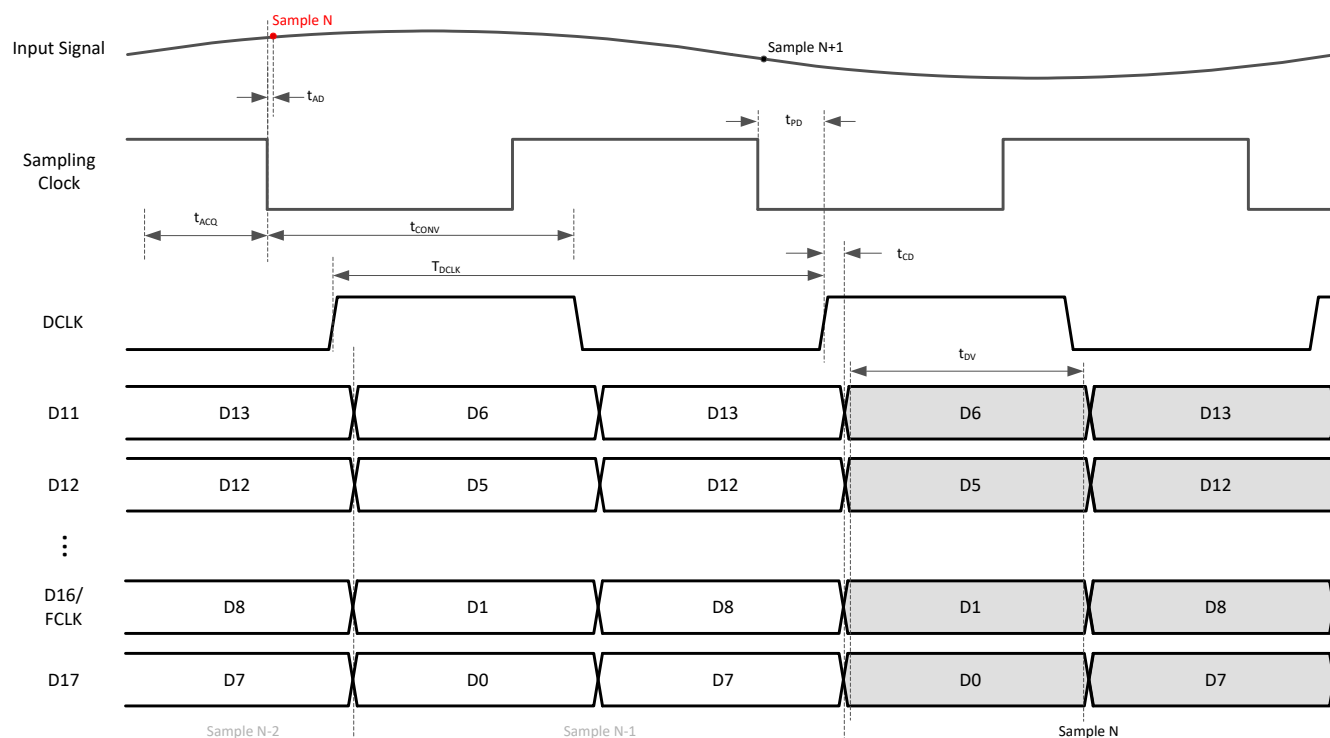 Sample N
Input Signal
Sample N+1
tAD
tPD
Sampling
Clock
tACQ
tCONV
TDCLK
tCD
DCLK
tDV
D11
D13
D6
D13
D6
D13
D12
D12
D5
D12
D5
D12
⋮
D16/
FCLK
D8
D1
D8
D1
D8
D17
D7
D0
D7
D0
D7
Sample N-2
Sample N-1
Sample N